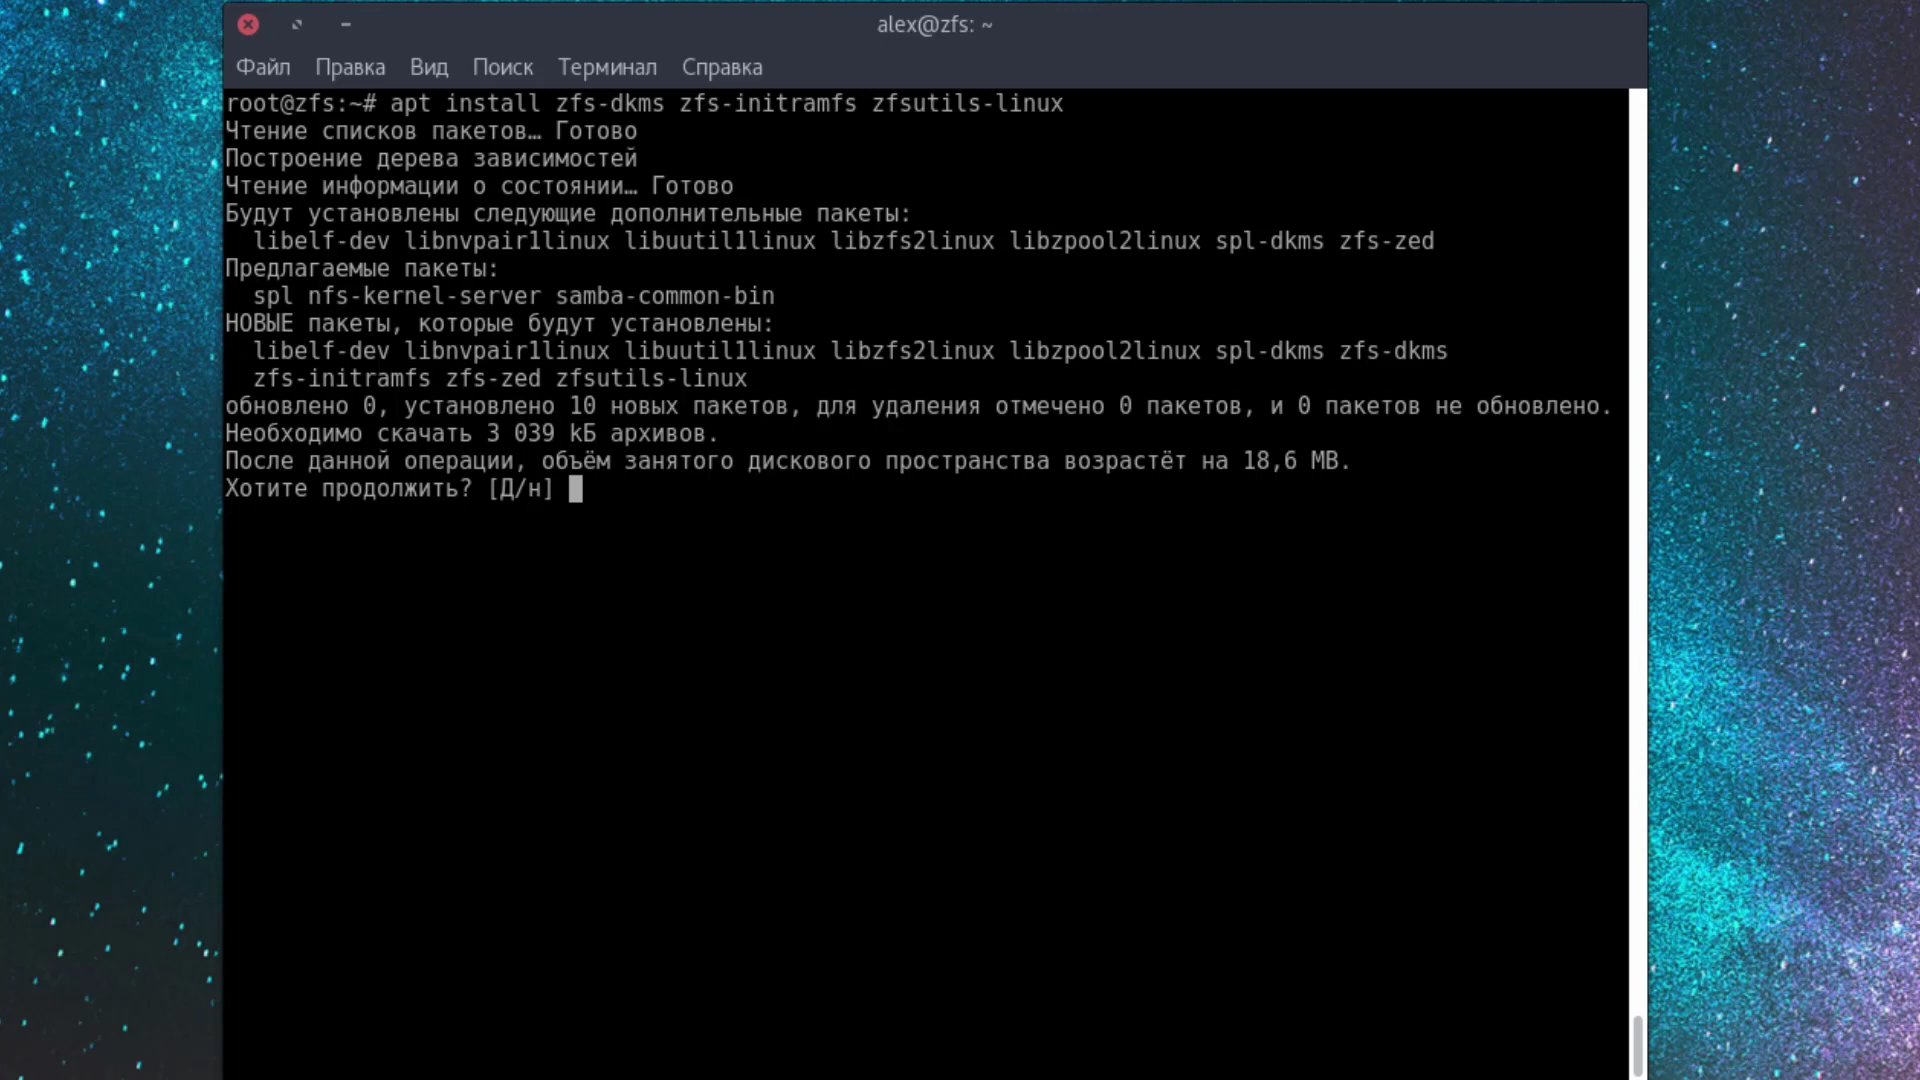 alex@zfs: ~
Файл Правка Вид Поиск Терминал Справка
root@zfs:~# apt install zfs-dkms zfs-initramfs zfsutils-linux
Чтение списков пакетов… Готово
Построение дерева зависимостей
Чтение информации о состоянии… Готово
Будут установлены следующие дополнительные пакеты:
  libelf-dev libnvpair1linux libuutil1linux libzfs2linux libzpool2linux spl-dkms zfs-zed
Предлагаемые пакеты:
  spl nfs-kernel-server samba-common-bin
НОВЫЕ пакеты, которые будут установлены:
  libelf-dev libnvpair1linux libuutil1linux libzfs2linux libzpool2linux spl-dkms zfs-dkms
  zfs-initramfs zfs-zed zfsutils-linux
обновлено 0, установлено 10 новых пакетов, для удаления отмечено 0 пакетов, и 0 пакетов не обновлено.
Необходимо скачать 3 039 kБ архивов.
После данной операции, объём занятого дискового пространства возрастёт на 18,6 MB.
Хотите продолжить? [Д/н]